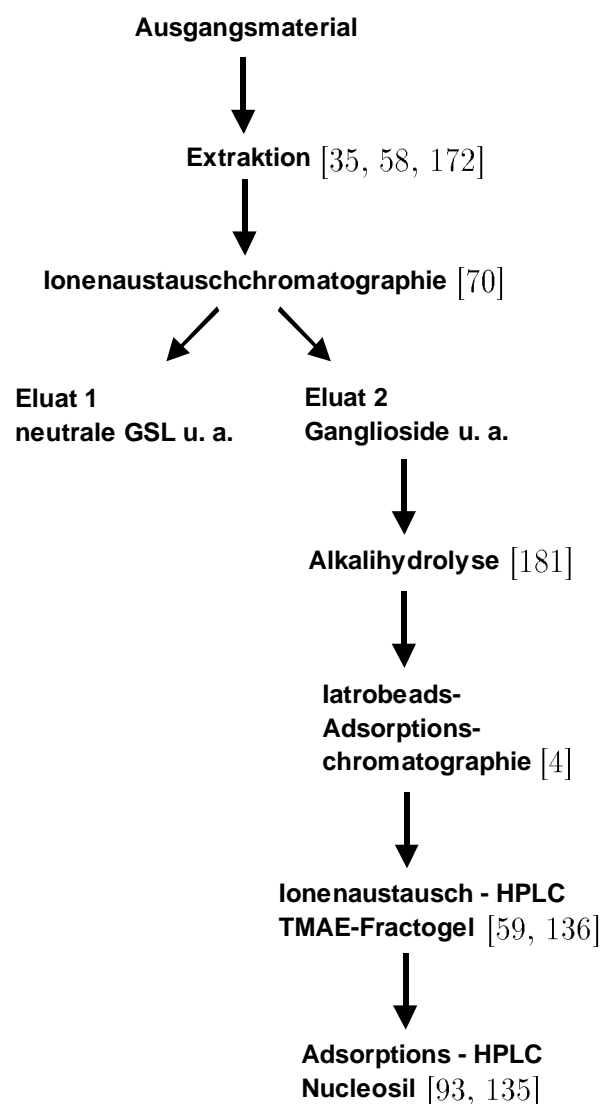 Ausgangsmaterial
Extraktion [35, 58, 172]
Ionenaustauschchromatographie [70]
Eluat 1
neutrale GSL u. a.
Eluat 2
Ganglioside u. a.
Alkalihydrolyse [181]
Iatrobeads-
Adsorptions-
chromatographie [4]
Ionenaustausch - HPLC
TMAE-Fractogel [59, 136]
Adsorptions - HPLC
Nucleosil [93, 135]